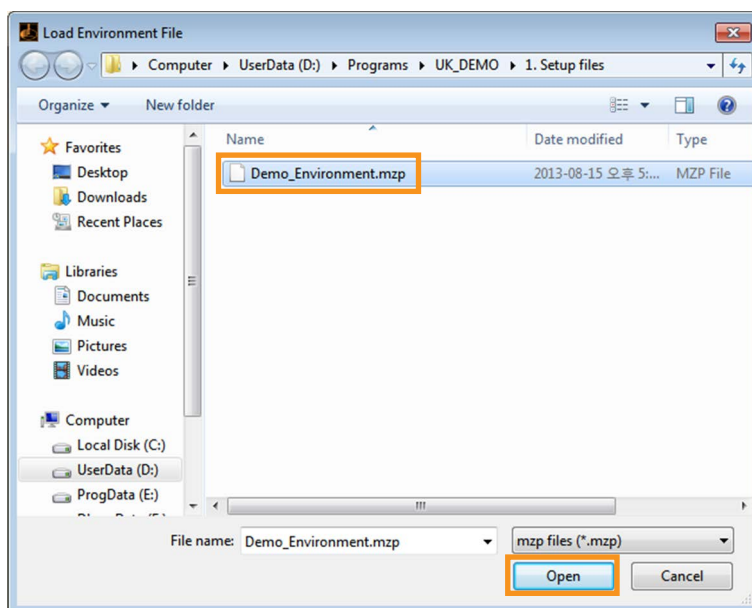 Load Environment File
Computer UserData (D:) Programs UK_DEMO 1. Setup files
Organize New folder
Name Date modified Type
Demo_Environment.mzp 2013-08-15 오후 5:... MZP File
Favorites
Desktop
Downloads
Recent Places
Libraries
Documents
Music
Pictures
Videos
Computer
Local Disk (C:)
UserData (D:)
ProgData (E:)
File name: Demo_Environment.mzp mzp files (*.mzp)
Open Cancel